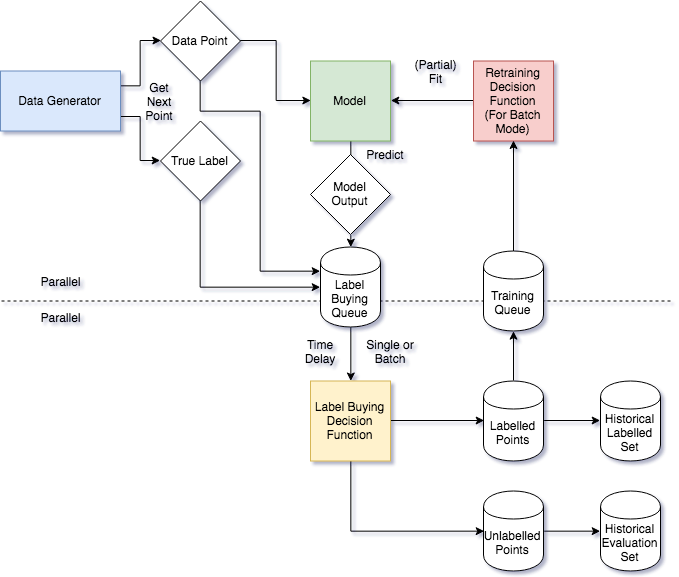 Data Generator
Get
Next
Point
Data Point
True Label
Model
(Partial)
Fit
Retraining
Decision
Function
(For Batch
Mode)
Predict
Model
Output
Label
Buying
Queue
Training
Queue
Parallel
Parallel
Time
Delay
Single or
Batch
Label Buying
Decision
Function
Labelled
Points
Historical
Labelled
Set
Unlabelled
Points
Historical
Evaluation
Set